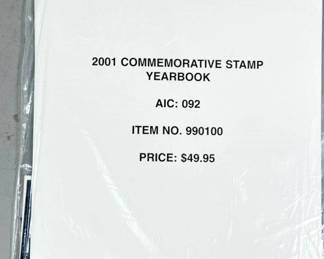 2001 COMMEMORATIVE STAMP
YEARBOOK
AIC: 092
ITEM NO. 990100
PRICE: $49.95